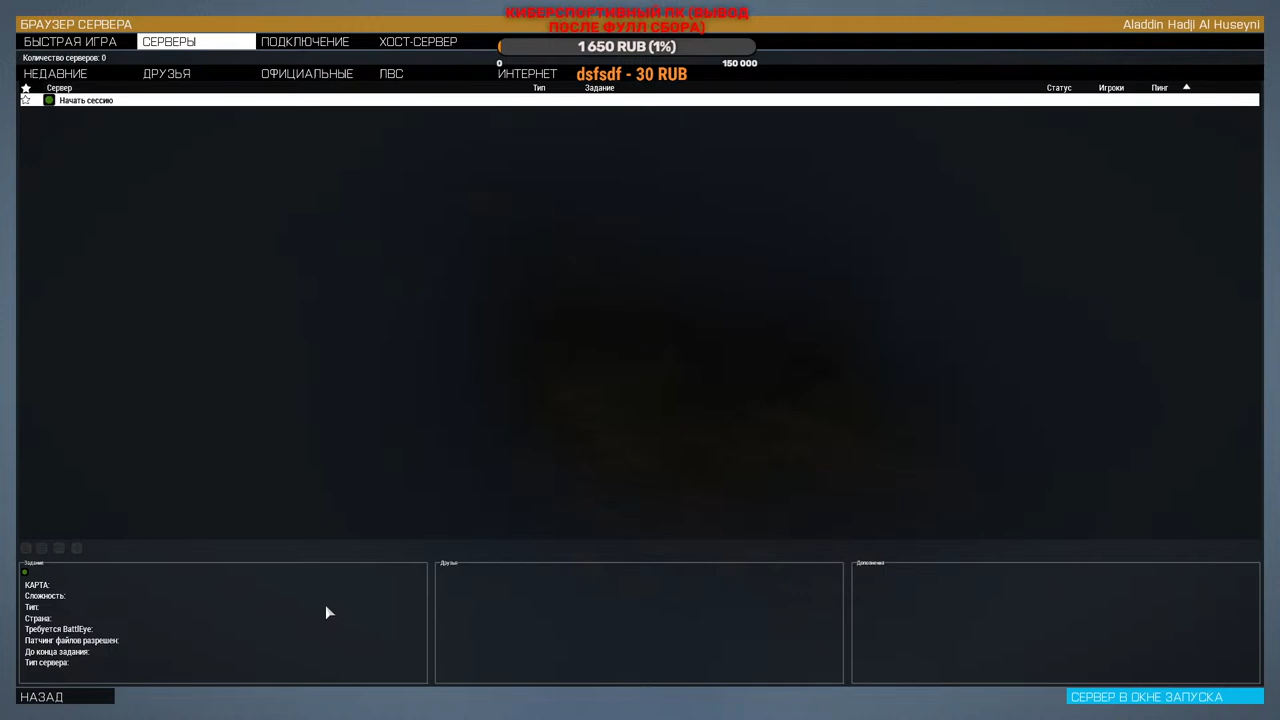 КИБЕРСПОРТИВНЫЙ ПК (ВЫВОД
ПОСЛЕ ФУЛЛ СБОРА)
БРАУЗЕР СЕРВЕРА
Aladdin Hadji Al Huseyni
БЫСТРАЯ ИГРА
СЕРВЕРЫ
ПОДКЛЮЧЕНИЕ
ХОСТ-СЕРВЕР
1 650 RUB (1%)
Количество серверов: 0
0
150 000
НЕДАВНИЕ
ДРУЗЬЯ
ОФИЦИАЛЬНЫЕ
ЛВС
ИНТЕРНЕТ
dsfsdf - 30 RUB
Сервер
Тип
Задание
Статус
Игроки
Пинг
Начать сессию
Задание
Друзья
Дополнения
КАРТА:
Сложность:
Тип:
Страна:
Требуется BattlEye:
Патчинг файлов разрешен:
До конца задания:
Тип сервера:
НАЗАД
СЕРВЕР В ОКНЕ ЗАПУСКА